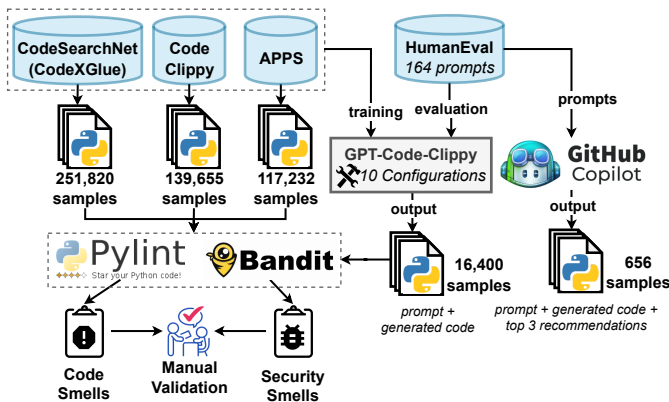 CodeSearchNet
(CodeXGlue)
Code
Clippy
APPS
HumanEval
164 prompts
training
evaluation
prompts
251,820
samples
139,655
samples
117,232
samples
GPT-Code-Clippy
10 Configurations
GitHub
Copilot
output
output
Pylint
Star your Python code!
Bandit
16,400
samples
656
samples
prompt +
generated code
prompt + generated code +
top 3 recommendations
Code
Smells
Manual
Validation
Security
Smells